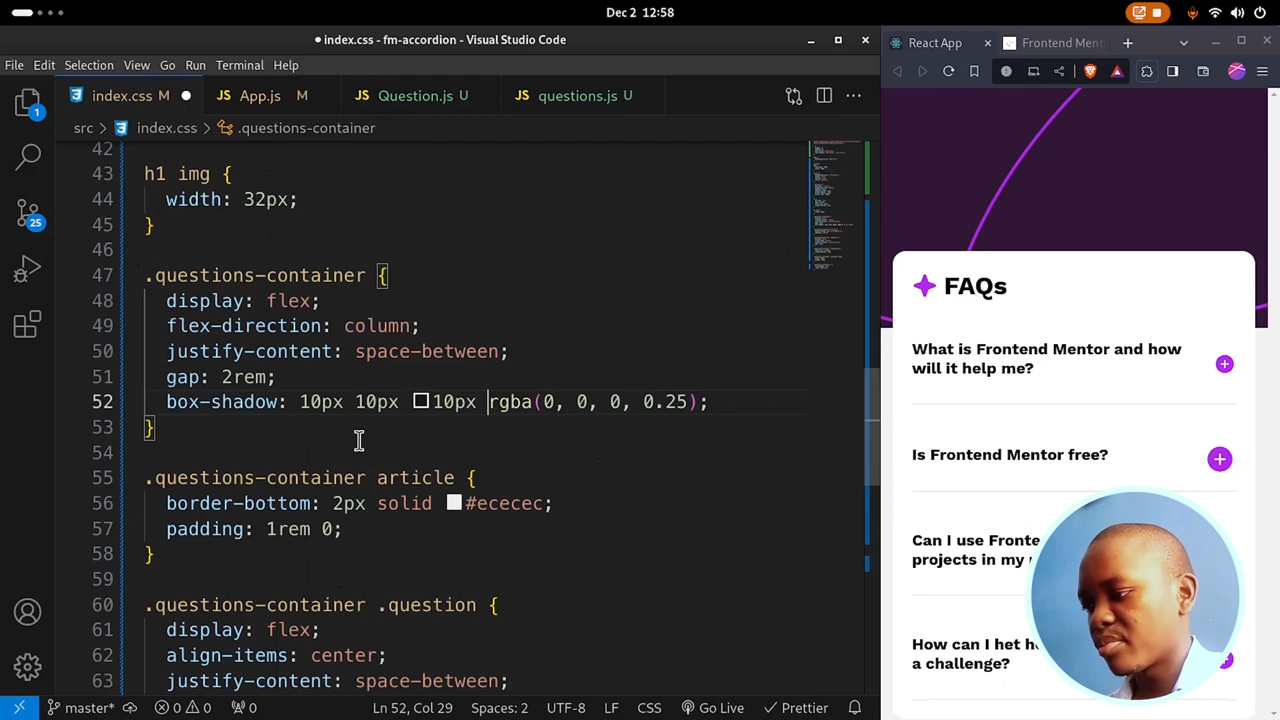 Dec 2 12:58
index.css - fm-accordion - Visual Studio Code
File Edit Selection View Go Run Terminal Help
index.css M
App.js M
Question.js U
questions.js U
src > index.css > .questions-container
42
43 h1 img {
44 width: 32px;
45 }
46
47 .questions-container {
48 display: flex;
49 flex-direction: column;
50 justify-content: space-between;
51 gap: 2rem;
52 box-shadow: 10px 10px 10px rgba(0, 0, 0, 0.25);
53 }
54
55 .questions-container article {
56 border-bottom: 2px solid #ececec;
57 padding: 1rem 0;
58 }
59
60 .questions-container .question {
61 display: flex;
62 align-items: center;
63 justify-content: space-between;
1
25
master* 0 0 0 Ln 52, Col 29 Spaces: 2 UTF-8 LF CSS Go Live Prettier
React App
Frontend Ment
FAQs
What is Frontend Mentor and how
will it help me?
Is Frontend Mentor free?
Can I use Fronte
projects in my
How can I het h
a challenge?